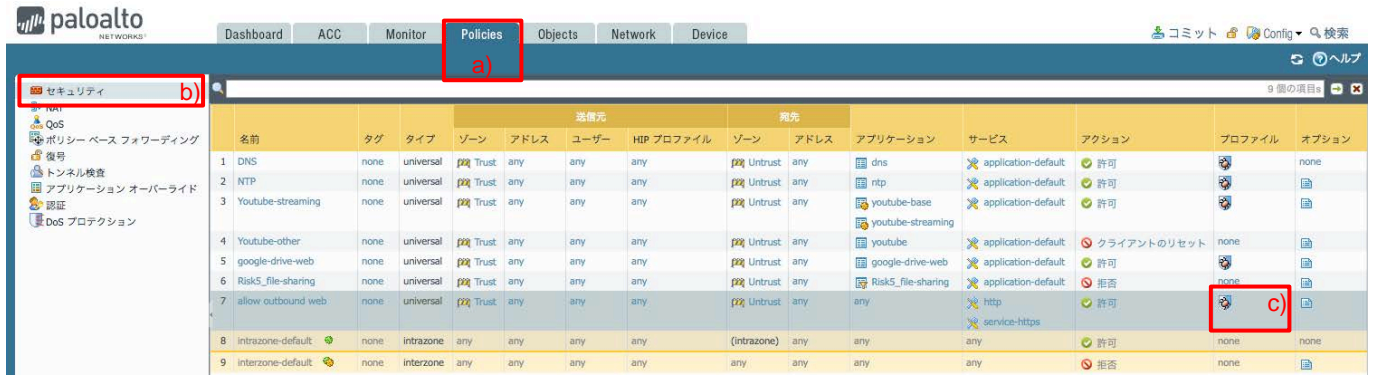 paloalto
NETWORKS
Dashboard ACC Monitor Policies Objects Network Device
コミット Config 検索
a)
ヘルプ
セキュリティ b)
NAT
QoS
ポリシー ベース フォワーディング
復号
トンネル検査
アプリケーション オーバーライド
認証
DoS プロテクション
9 個の項目s
送信元 宛先
名前 タグ タイプ ゾーン アドレス ユーザー HIP プロファイル ゾーン アドレス アプリケーション サービス アクション プロファイル オプション
1 DNS none universal Trust any any any Untrust any dns application-default 許可 none
2 NTP none universal Trust any any any Untrust any ntp application-default 許可
3 Youtube-streaming none universal Trust any any any Untrust any youtube-base application-default 許可
youtube-streaming
4 Youtube-other none universal Trust any any any Untrust any youtube application-default クライアントのリセット none
5 google-drive-web none universal Trust any any any Untrust any google-drive-web application-default 許可
6 Risk5_file-sharing none universal Trust any any any Untrust any Risk5_file-sharing application-default 拒否 none
7 allow outbound web none universal Trust any any any Untrust any any http 許可 c)
service-https
8 intrazone-default none intrazone any any any any (intrazone) any any any 許可 none none
9 interzone-default none interzone any any any any any any any any 拒否 none